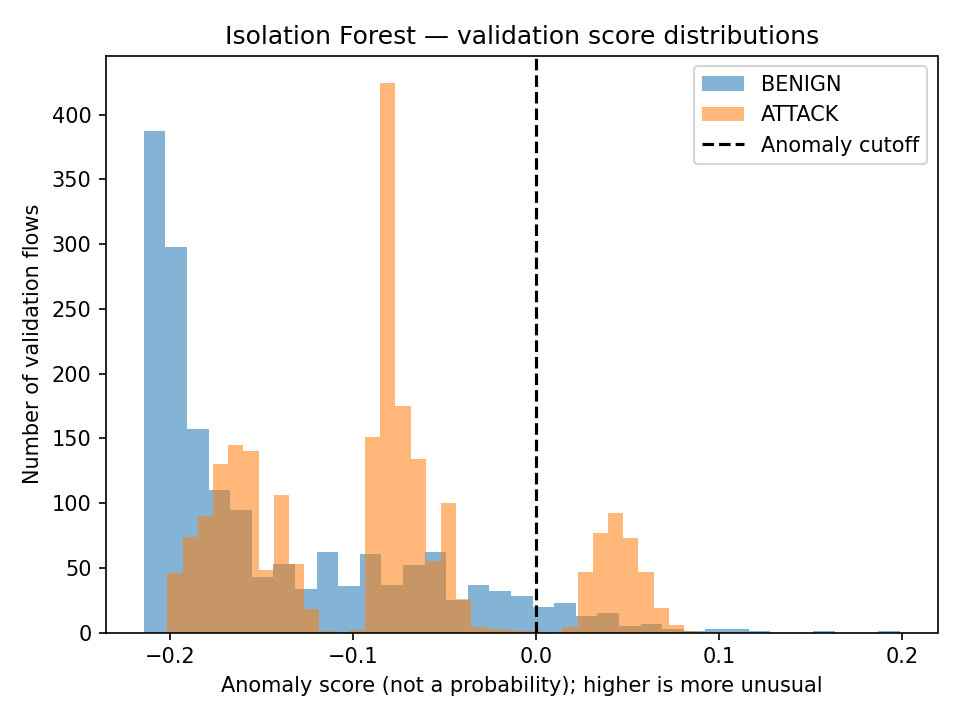 Isolation Forest — validation score distributions
BENIGN
ATTACK
Anomaly cutoff
Number of validation flows
400
350
300
250
200
150
100
50
0
−0.2
−0.1
0.0
0.1
0.2
Anomaly score (not a probability); higher is more unusual